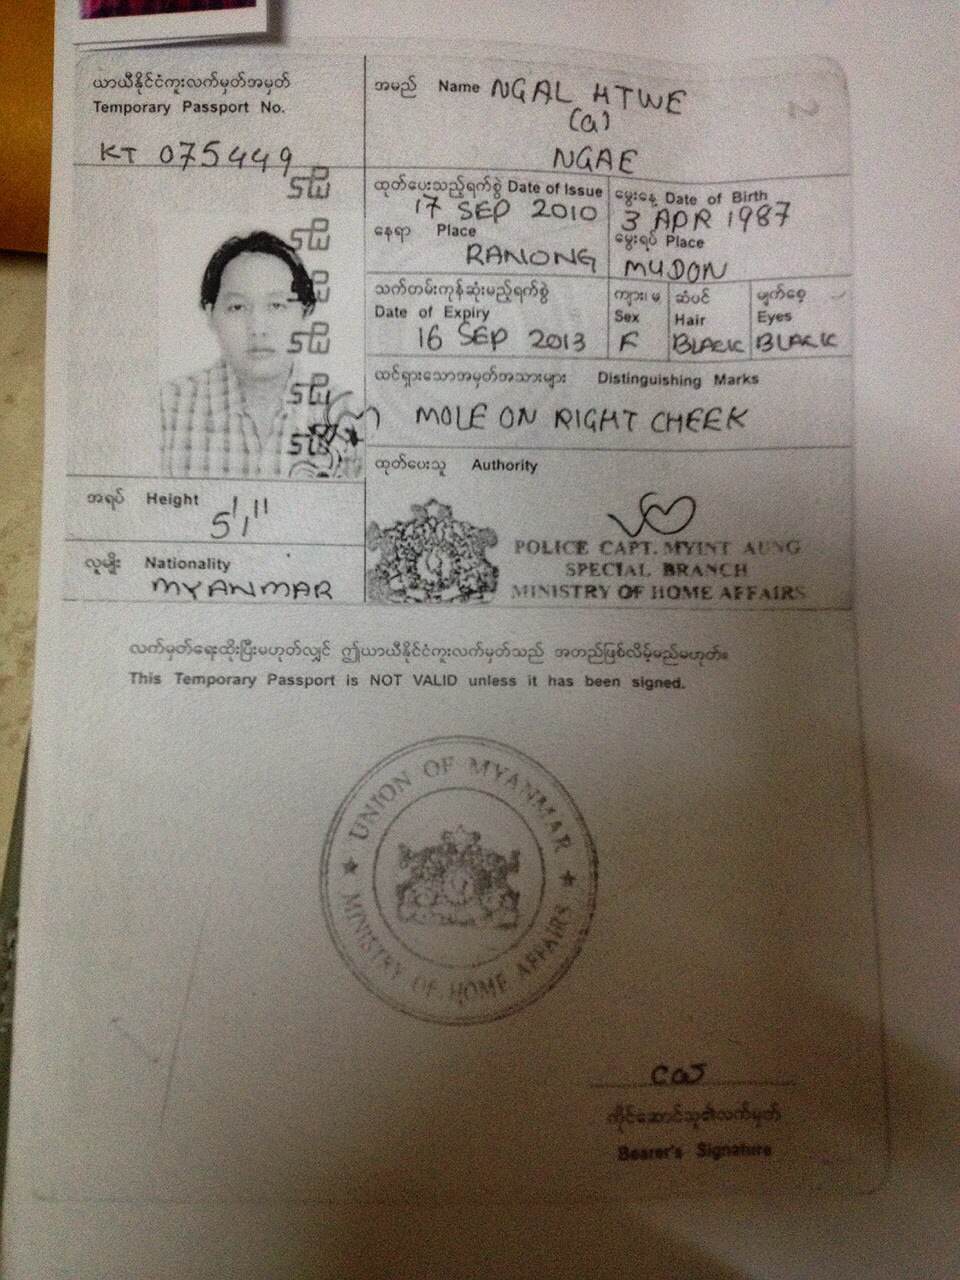 ယာယီနိုင်ငံကူးလက်မှတ်အမှတ်
Temporary Passport No.
KT 075449
အမည် Name NGAL HTWE
(a)
NGAE
ထုတ်ပေးသည့်ရက်စွဲ Date of Issue
17 SEP 2010
နေရာ Place
RANONG
မွေးနေ့ Date of Birth
3 APR 1987
မွေးရပ် Place
MUDON
သက်တမ်းကုန်ဆုံးမည့်ရက်စွဲ
Date of Expiry
16 SEP 2013
ကျား၊ မ
Sex
F
ဆံပင်
Hair
BLACK
မျက်စေ့
Eyes
BLACK
ထင်ရှားသောအမှတ်အသားများ Distinguishing Marks
MOLE ON RIGHT CHEEK
အရပ် Height
5' 1"
လူမျိုး Nationality
MYANMAR
ထုတ်ပေးသူ Authority
POLICE CAPT. MYINT AUNG
SPECIAL BRANCH
MINISTRY OF HOME AFFAIRS
လက်မှတ်ရေးထိုးပြီးမဟုတ်လျှင် ဤယာယီနိုင်ငံကူးလက်မှတ်သည် အတည်ဖြစ်လိမ့်မည်မဟုတ်။
This Temporary Passport is NOT VALID unless it has been signed.
UNION OF MYANMAR
MINISTRY OF HOME AFFAIRS
ကိုင်ဆောင်သူ၏လက်မှတ်
Bearer's Signature